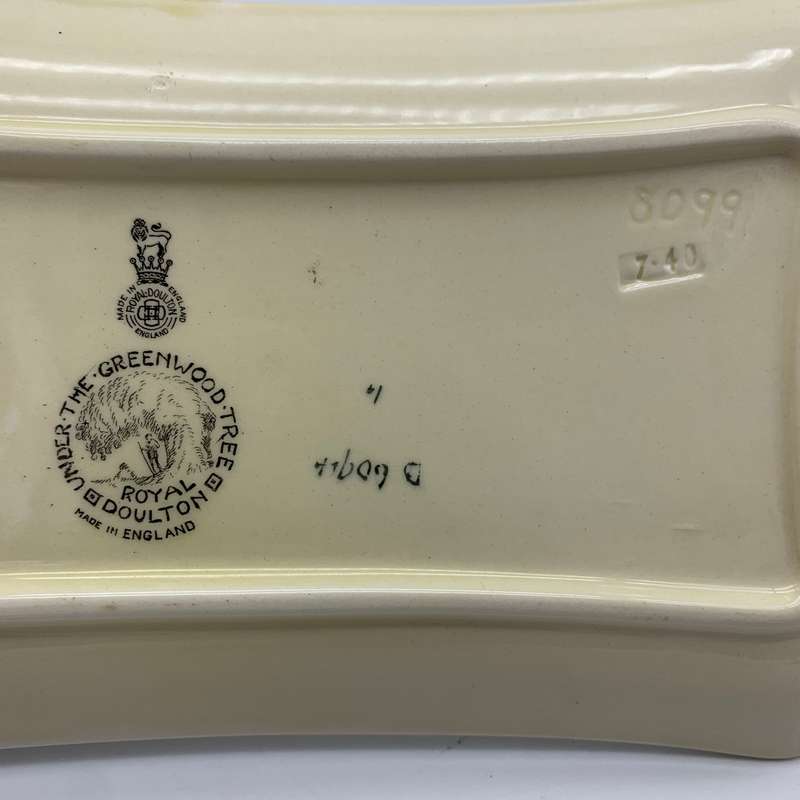 MADE IN ENGLAND
ROYAL·DOULTON
ENGLAND
UNDER·THE·GREENWOOD·TREE
ROYAL
DOULTON
MADE IN ENGLAND
8099
7·40
D 6094